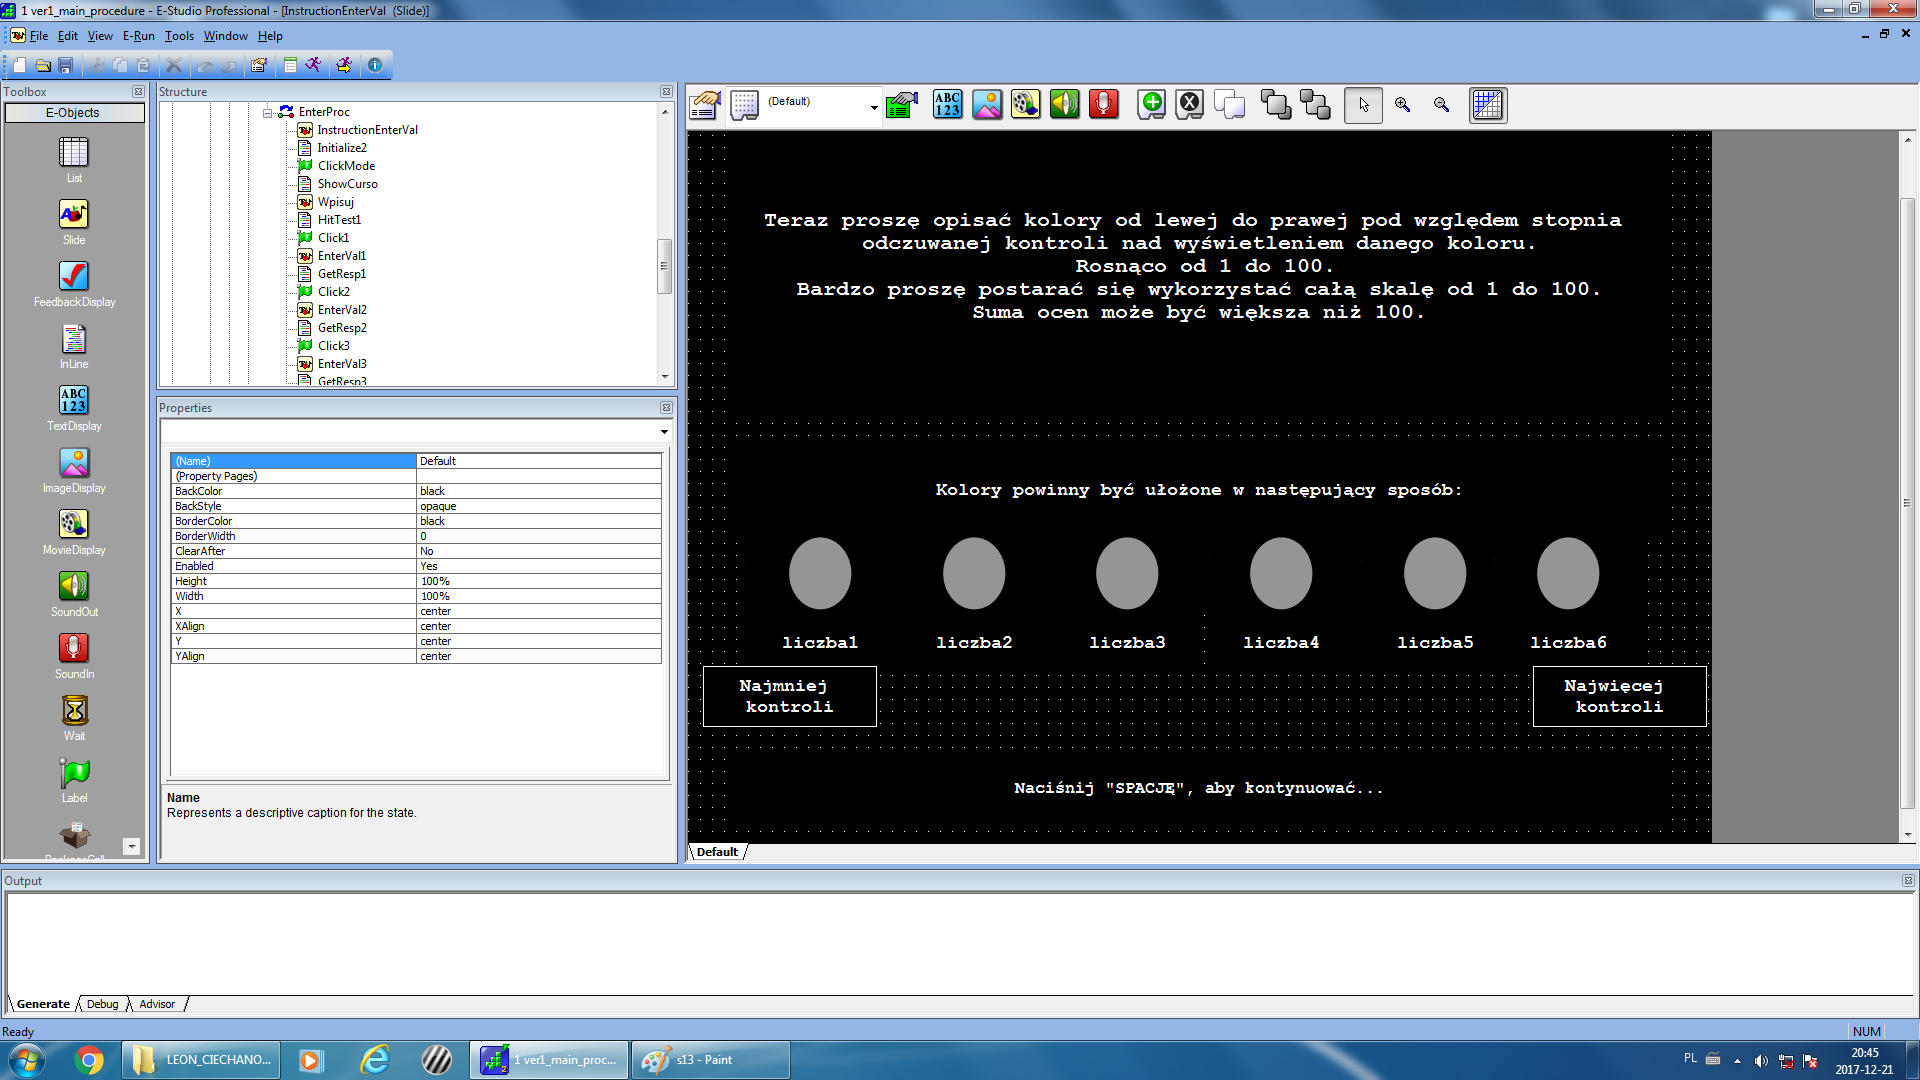 1 ver1_main_procedure - E-Studio Professional - [InstructionEnterVal (Slide)]
File Edit View E-Run Tools Window Help
Toolbox
E-Objects
List
Slide
FeedbackDisplay
InLine
TextDisplay
ImageDisplay
MovieDisplay
SoundOut
SoundIn
Wait
Label
Structure
EnterProc
InstructionEnterVal
Initialize2
ClickMode
ShowCurso
Wpisuj
HitTest1
Click1
EnterVal1
GetResp1
Click2
EnterVal2
GetResp2
Click3
EnterVal3
GetResp3
Properties
(Name) Default
(Property Pages)
BackColor black
BackStyle opaque
BorderColor black
BorderWidth 0
ClearAfter No
Enabled Yes
Height 100%
Width 100%
X center
XAlign center
Y center
YAlign center
Name
Represents a descriptive caption for the state.
(Default)
Teraz proszę opisać kolory od lewej do prawej pod względem stopnia
odczuwanej kontroli nad wyświetleniem danego koloru.
Rosnąco od 1 do 100.
Bardzo proszę postarać się wykorzystać całą skalę od 1 do 100.
Suma ocen może być większa niż 100.
Kolory powinny być ułożone w następujący sposób:
liczba1 liczba2 liczba3 liczba4 liczba5 liczba6
Najmniej
kontroli
Najwięcej
kontroli
Naciśnij "SPACJĘ", aby kontynuować...
Default
Output
Generate Debug Advisor
Ready
NUM
LEON_CIECHANO...
1 ver1_main_proc...
s13 - Paint
PL
20:45
2017-12-21